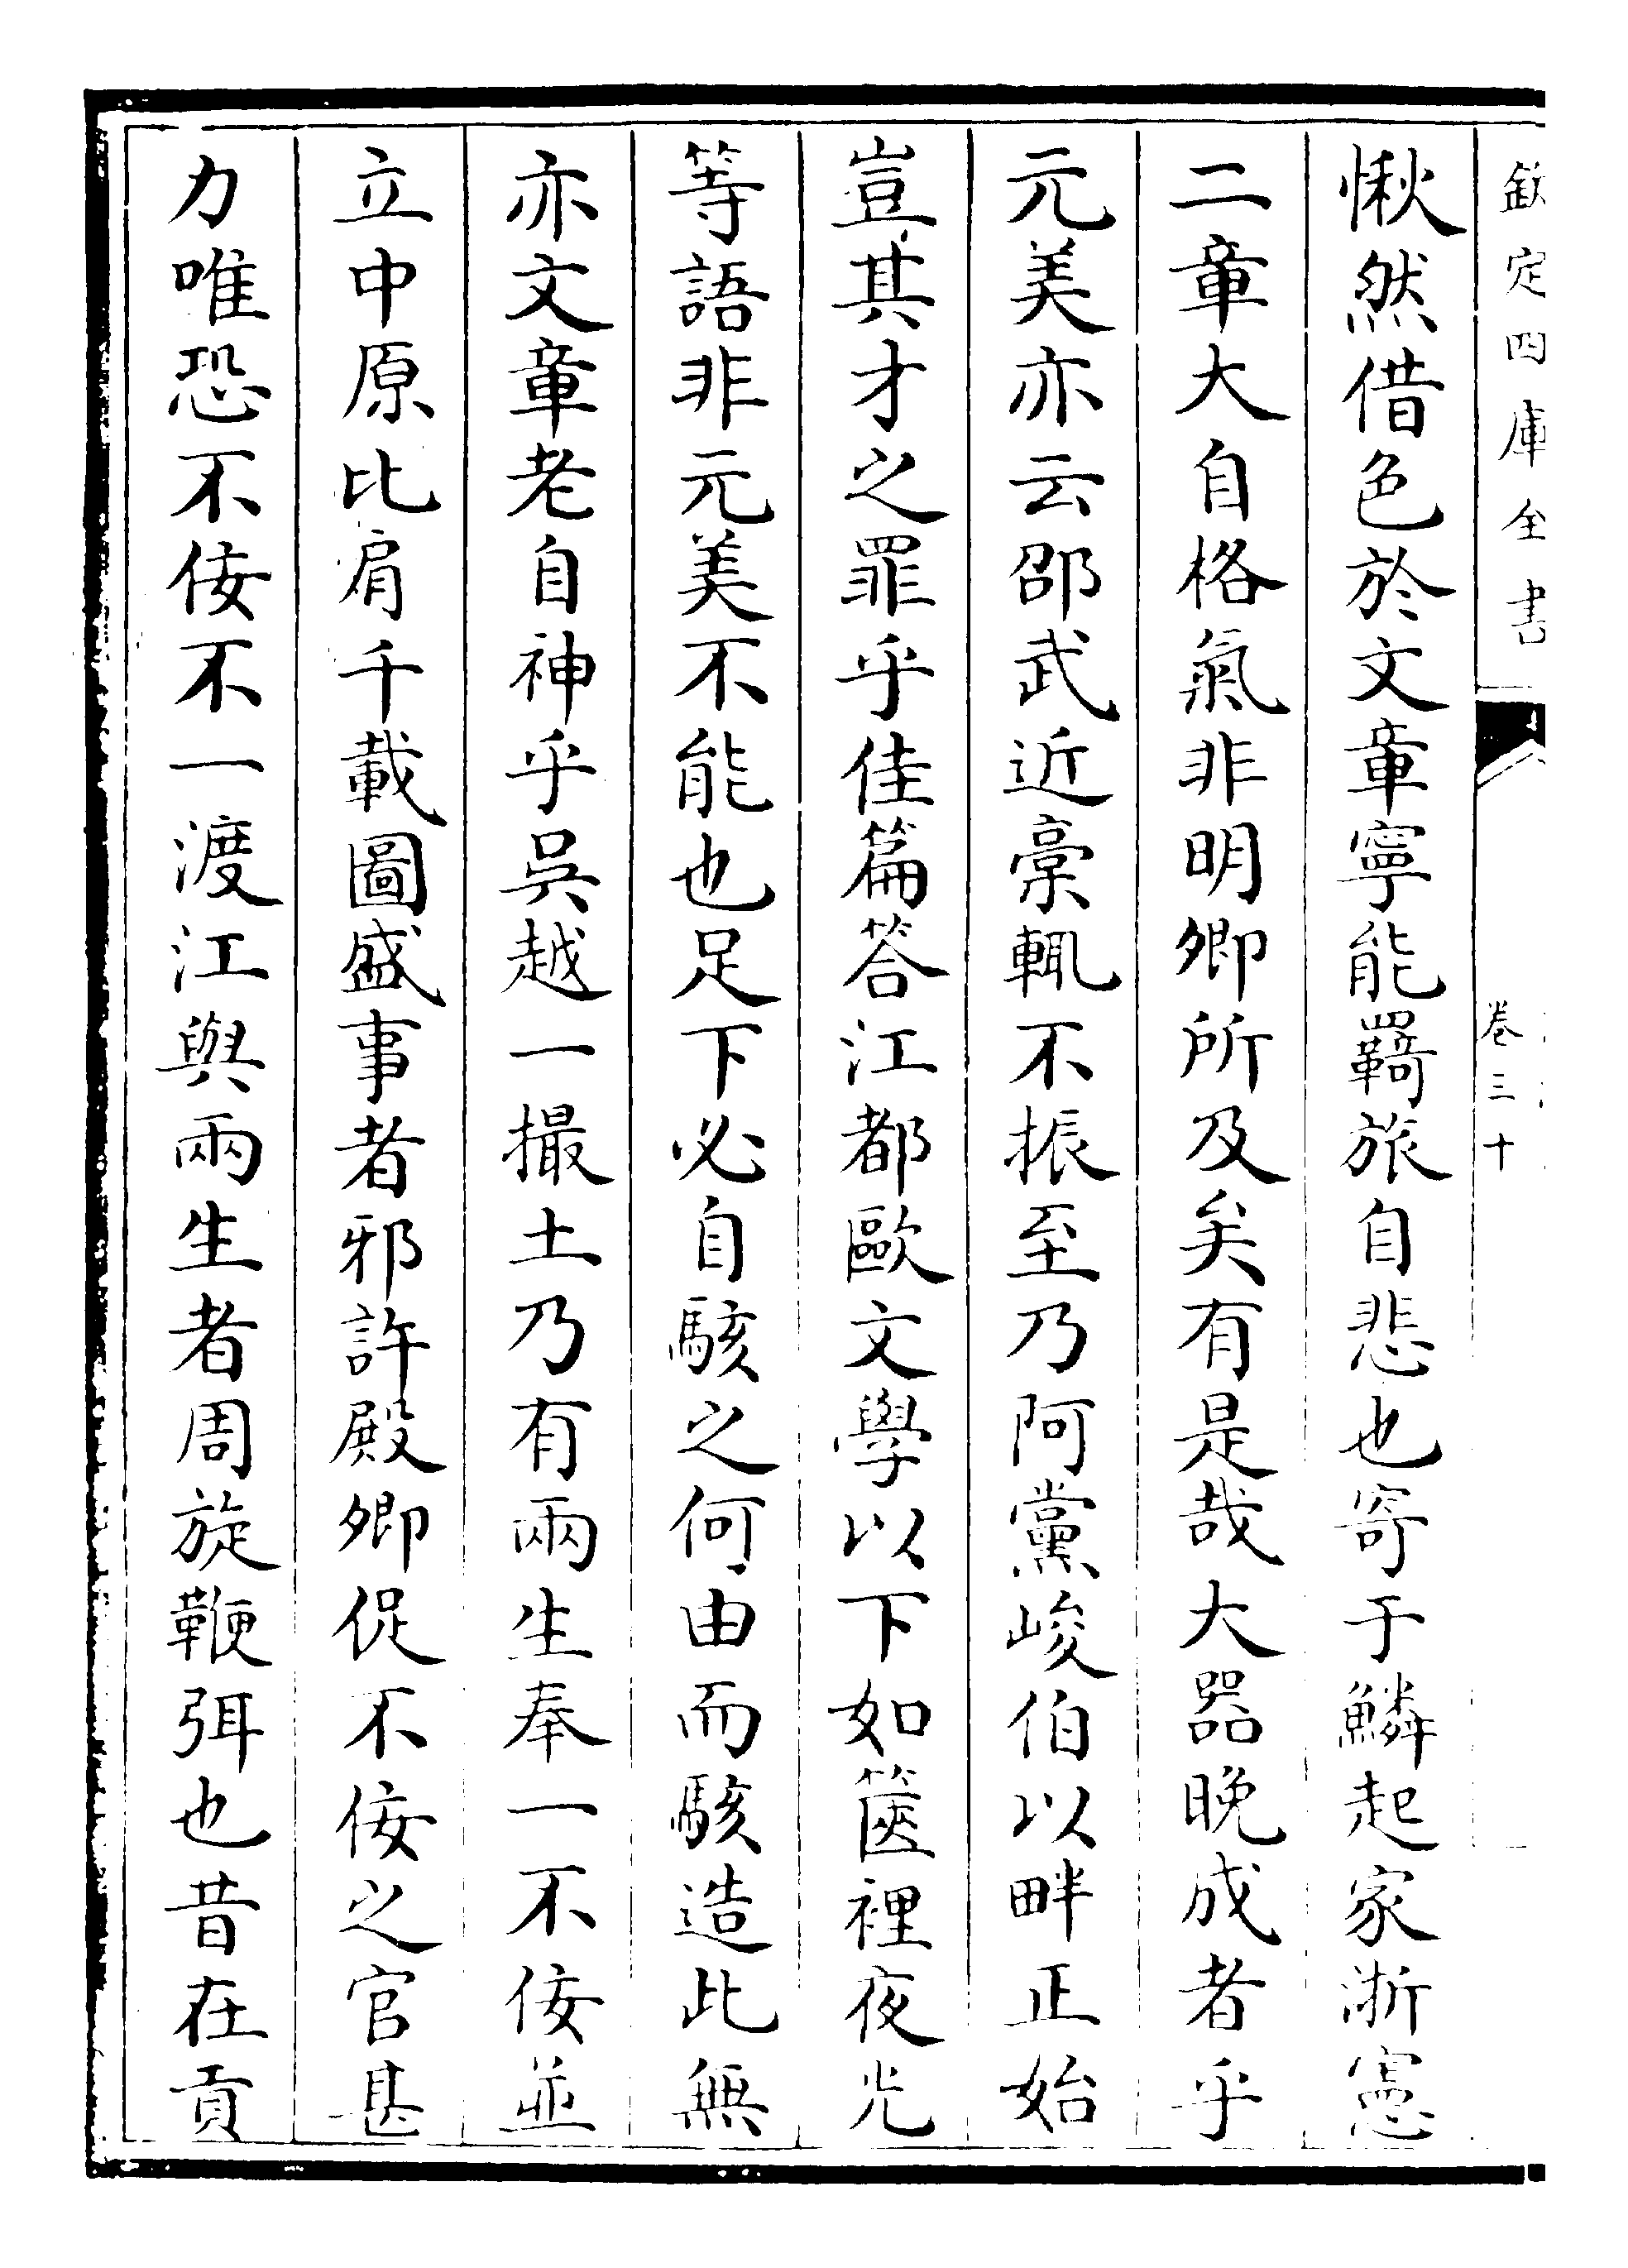 欽定四庫全書
卷三十
愀然借色於文章寧能羇旅自悲也寄于鱗起家浙憲
二章大自格氣非明卿所及矣有是哉大器晚成者乎
元美亦云邵武近稾輒不振至乃阿黨峻伯以畔正始
豈其才之罪乎佳篇答江都歐文學以下如篋裡夜光
等語非元美不能也足下必自駭之何由而駭造此無
亦文章老自神乎吳越一撮土乃有兩生奉一不佞並
立中原比肩千載圖盛事者邪許殿卿促不佞之官甚
力唯恐不佞不一渡江與兩生者周旋鞭弭也昔在貢